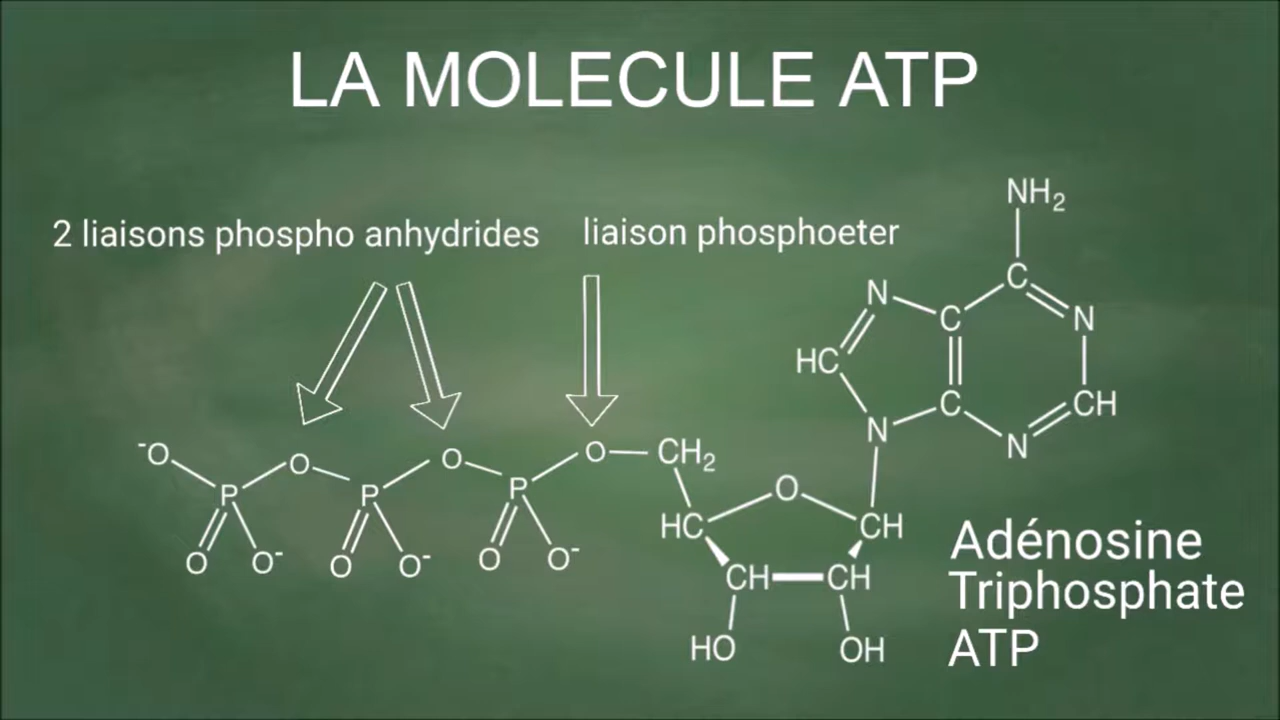 LA MOLECULE ATP
2 liaisons phospho anhydrides
liaison phosphoeter
NH₂
C
N
C
N
HC
C
CH
N
N
⁻O
O
O
O
CH₂
P
P
P
O
HC
CH
O
O⁻
O
O⁻
O
O⁻
CH
CH
HO
OH
Adénosine
Triphosphate
ATP